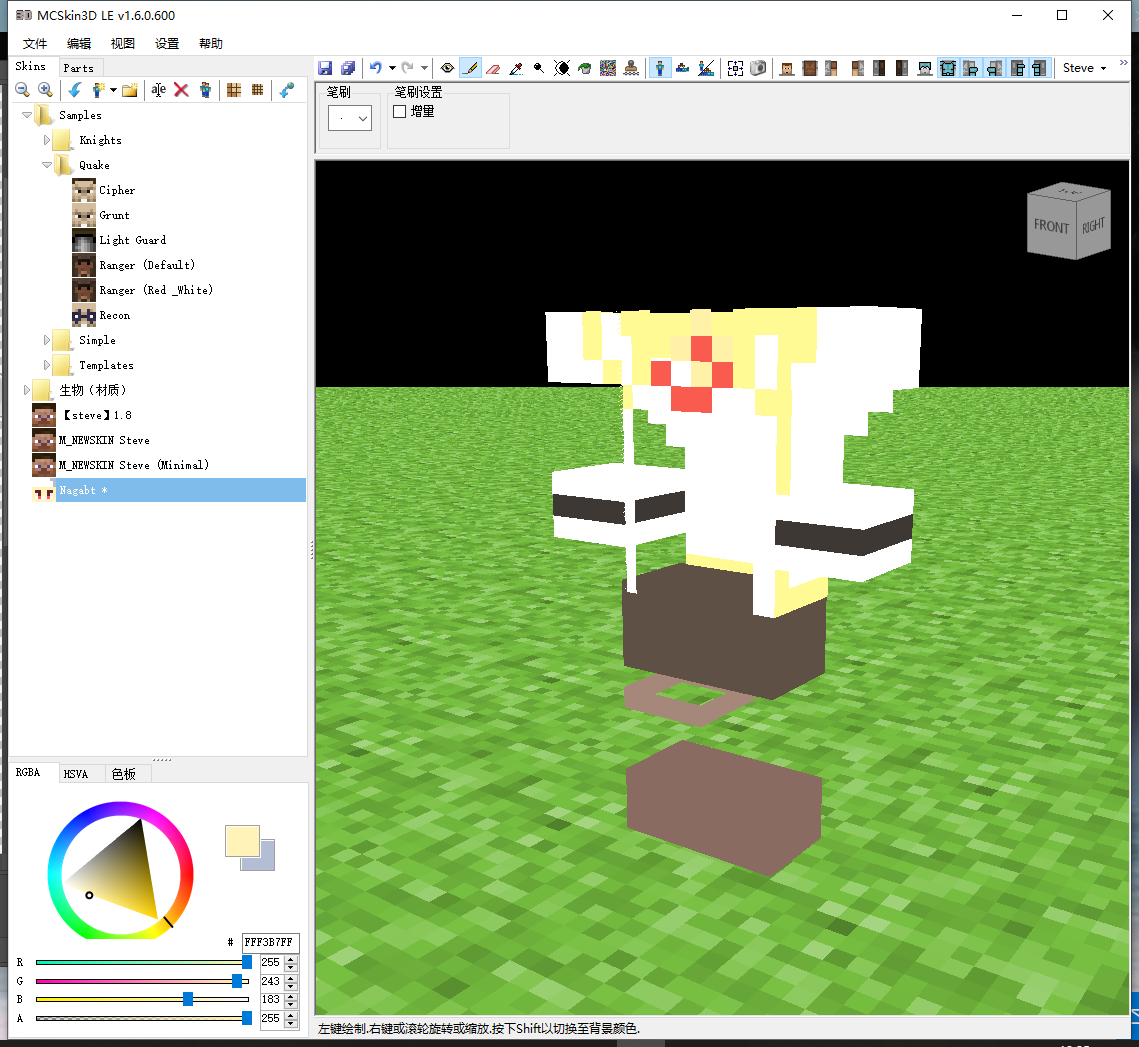 MCSkin3D LE v1.6.0.600
文件 编辑 视图 设置 帮助
Skins Parts
Steve
Samples
Knights
Quake
Cipher
Grunt
Light Guard
Ranger (Default)
Ranger (Red _White)
Recon
Simple
Templates
生物（材质）
【steve】1.8
M_NEWSKIN Steve
M_NEWSKIN Steve (Minimal)
Nagabt *
笔刷
笔刷设置
增量
FRONT
RIGHT
RGBA HSVA 色板
# FFF3B7FF
R 255
G 243
B 183
A 255
左键绘制.右键或滚轮旋转或缩放.按下Shift以切换至背景颜色.